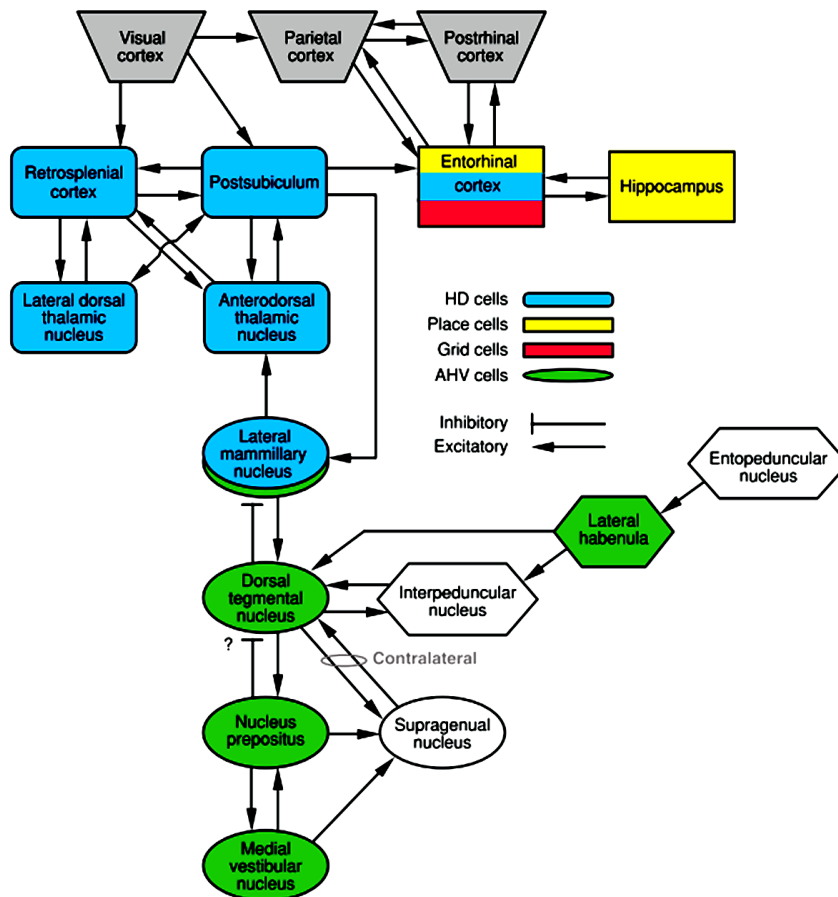 Visual
cortex
Parietal
cortex
Postrhinal
cortex
Retrosplenial
cortex
Postsubiculum
Entorhinal
cortex
Hippocampus
Lateral dorsal
thalamic
nucleus
Anterodorsal
thalamic
nucleus
HD cells
Place cells
Grid cells
AHV cells
Inhibitory
Excitatory
Lateral
mammillary
nucleus
Entopeduncular
nucleus
Lateral
habenula
Dorsal
tegmental
nucleus
Interpeduncular
nucleus
?
Contralateral
Nucleus
prepositus
Supragenual
nucleus
Medial
vestibular
nucleus